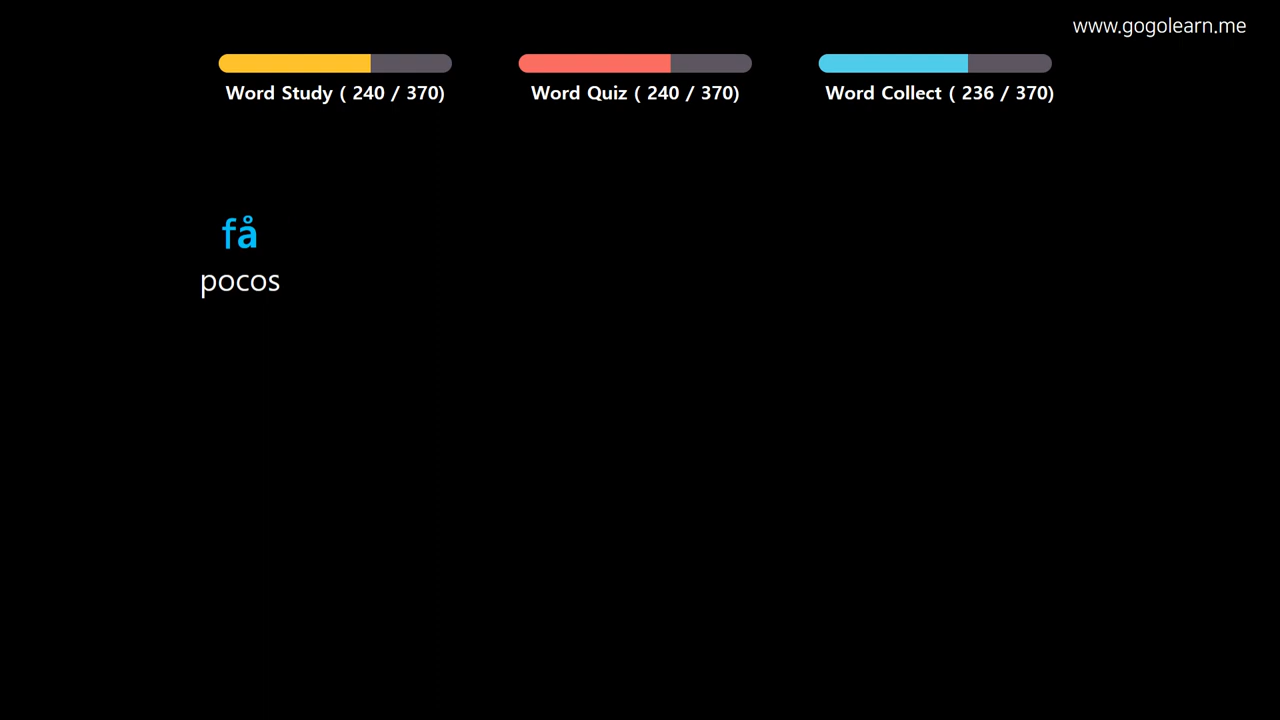 www.gogolearn.me
Word Study ( 240 / 370)
Word Quiz ( 240 / 370)
Word Collect ( 236 / 370)
få
pocos